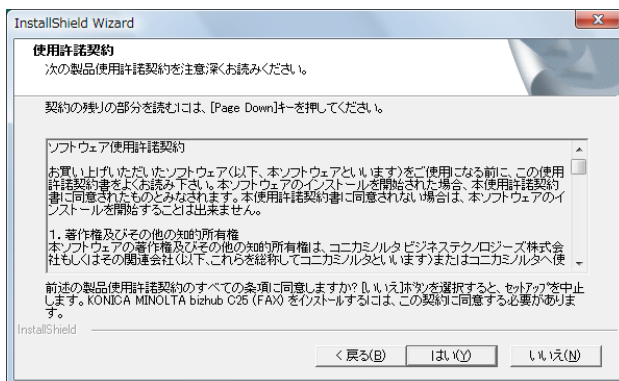 InstallShield Wizard
使用許諾契約
次の製品使用許諾契約を注意深くお読みください。
契約の残りの部分を読むには、[Page Down]キーを押してください。
ソフトウェア使用許諾契約
お買い上げいただいたソフトウェア(以下、本ソフトウェアといいます)をご使用になる前に、この使用
許諾契約書をよくお読み下さい。本ソフトウェアのインストールを開始された場合、本使用許諾契約
書に同意されたものとみなされます。本使用許諾契約書に同意されない場合は、本ソフトウェアのイ
ンストールを開始することは出来ません。
1. 著作権及びその他の知的所有権
本ソフトウェアの著作権及びその他の知的所有権は、コニカミノルタビジネステクノロジーズ株式会
社もしくはその関連会社(以下、これらを総称してコニカミノルタといいます)またはコニカミノルタへ使
前述の製品使用許諾契約のすべての条項に同意しますか? [いいえ]ボタンを選択すると、セットアップを中止
します。KONICA MINOLTA bizhub C25 (FAX) をインストールするには、この契約に同意する必要がありま
す。
InstallShield
< 戻る(B)
はい(Y)
いいえ(N)